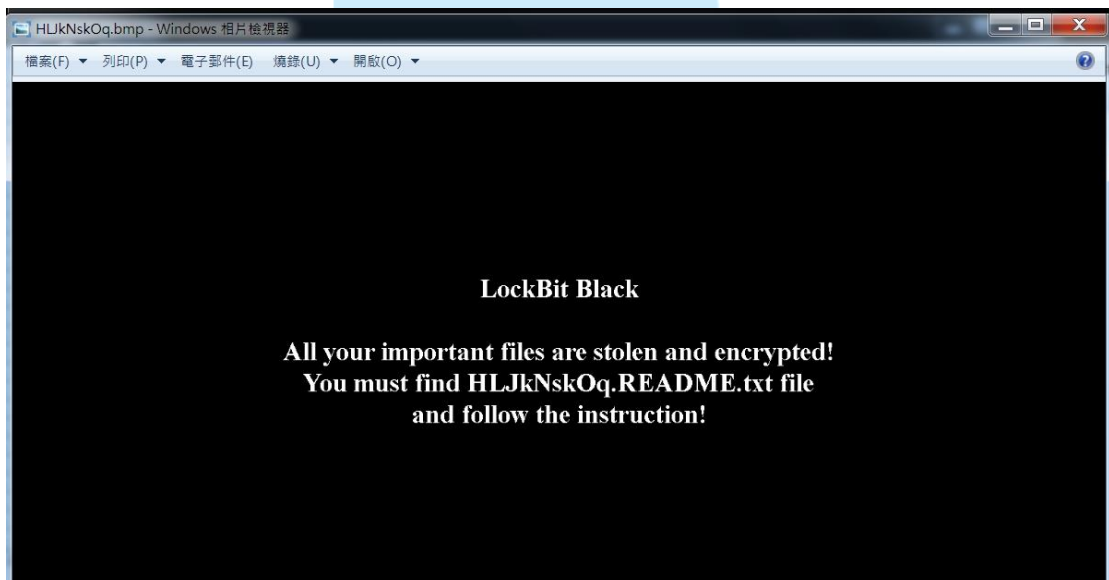 HLJkNskOq.bmp - Windows 相片檢視器
檔案(F) 列印(P) 電子郵件(E) 燒錄(U) 開啟(O)
LockBit Black
All your important files are stolen and encrypted!
You must find HLJkNskOq.README.txt file
and follow the instruction!